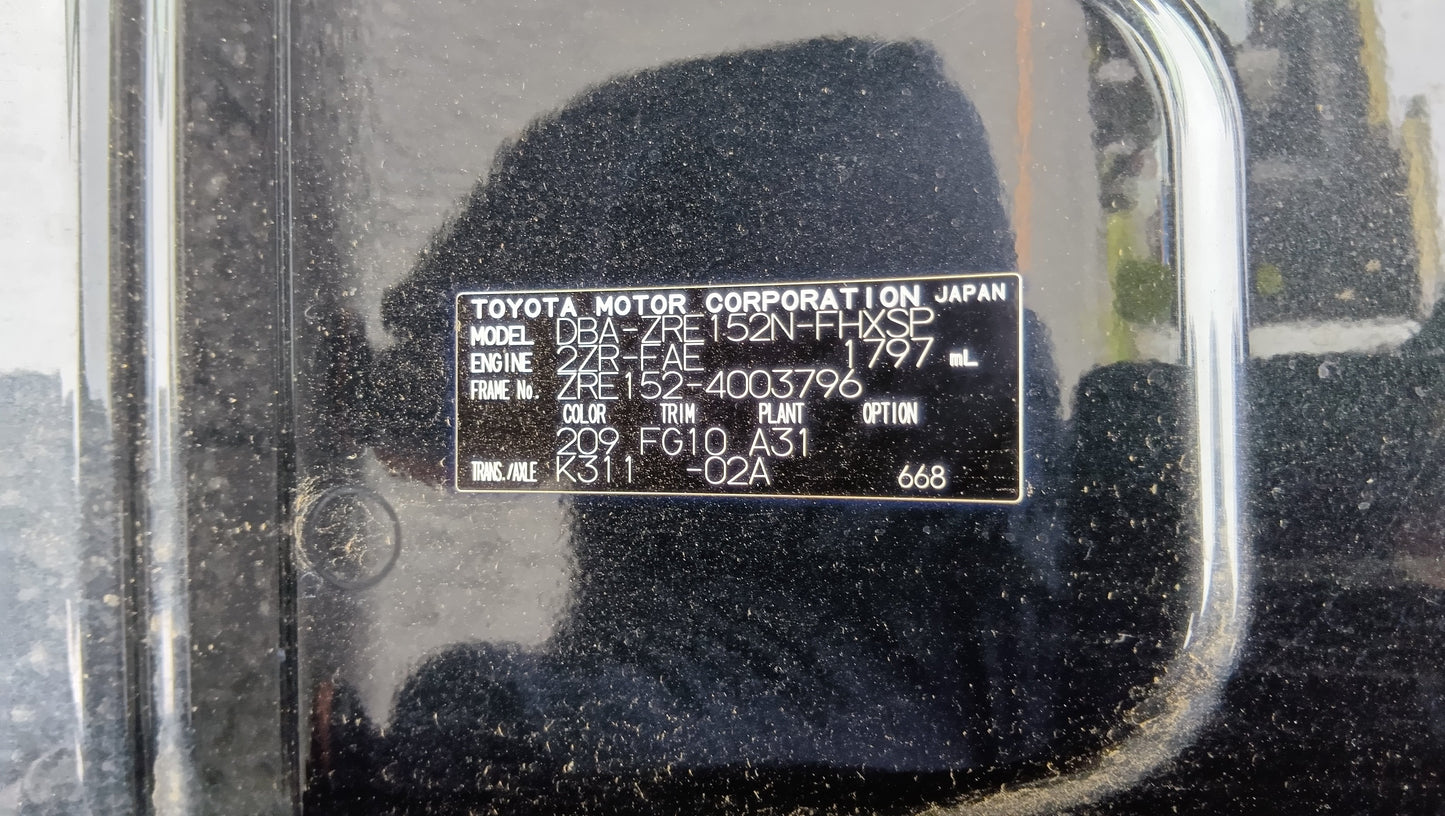 TOYOTA MOTOR CORPORATION JAPAN
MODEL DBA-ZRE152N-FHXSP
ENGINE 2ZR-FAE 1797 mL
FRAME No. ZRE152-4003796
COLOR TRIM PLANT OPTION
209 FG10 A31
TRANS./AXLE K311 -02A 668